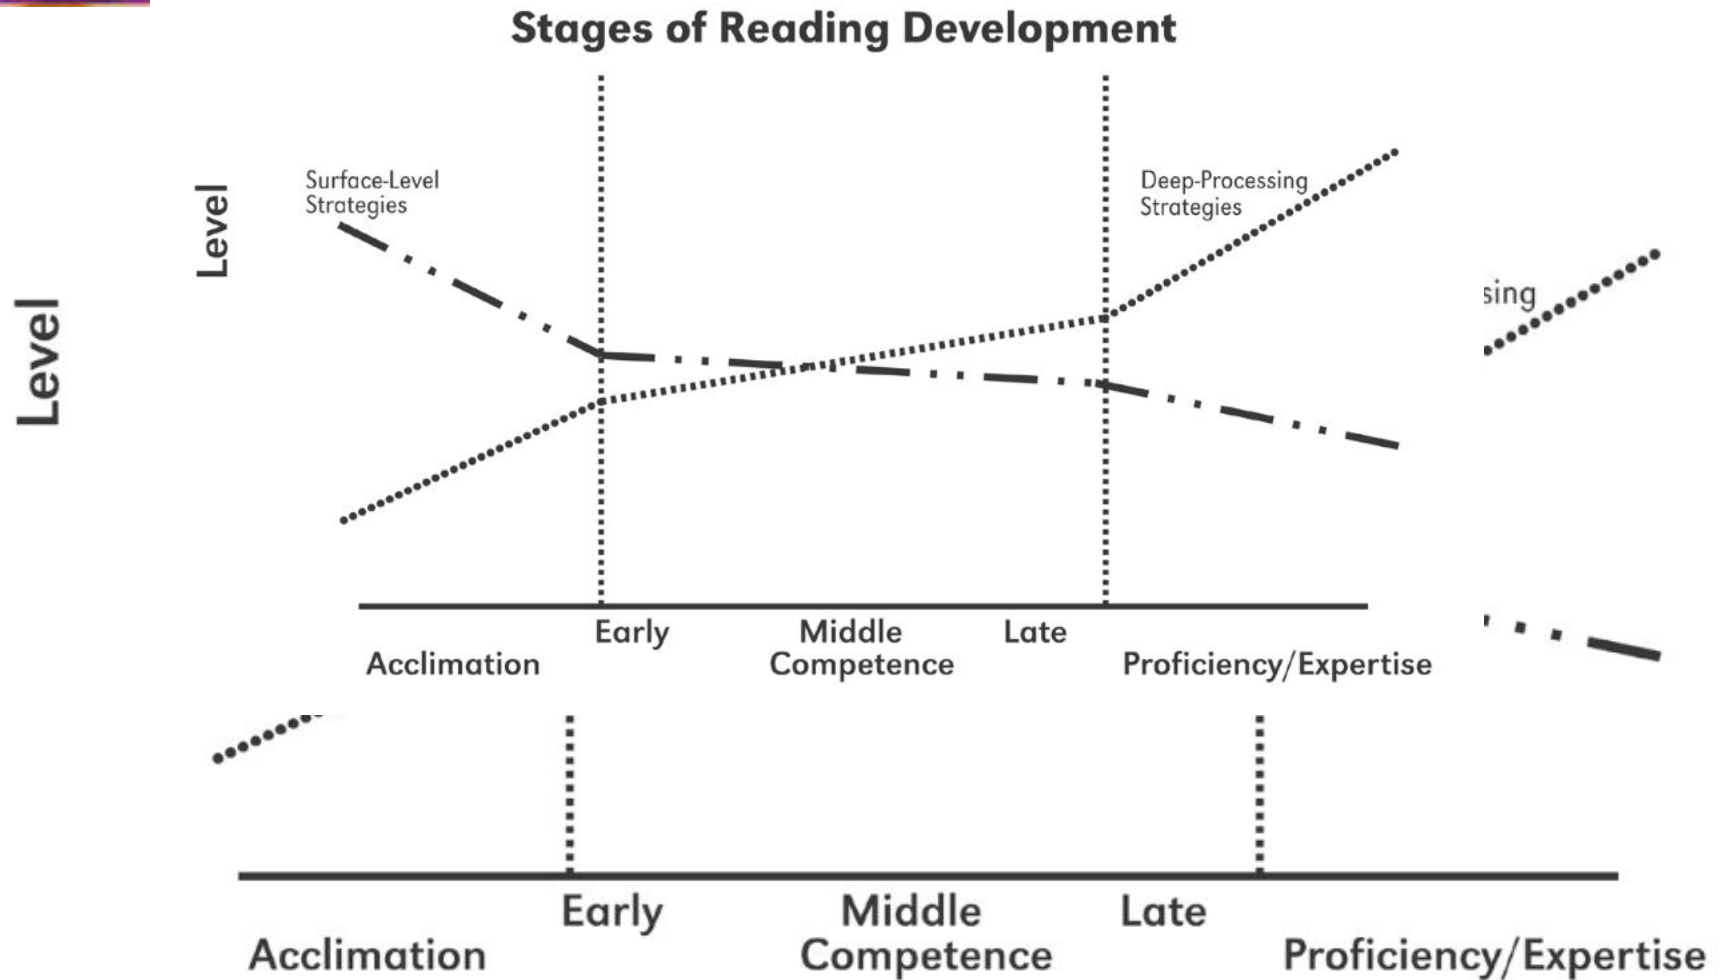 Stages of Reading Development
Surface-Level
Strategies
Deep-Processing
Strategies
Level
Level
sing
Early Middle Late
Acclimation Competence Proficiency/Expertise
Early Middle Late
Acclimation Competence Proficiency/Expertise